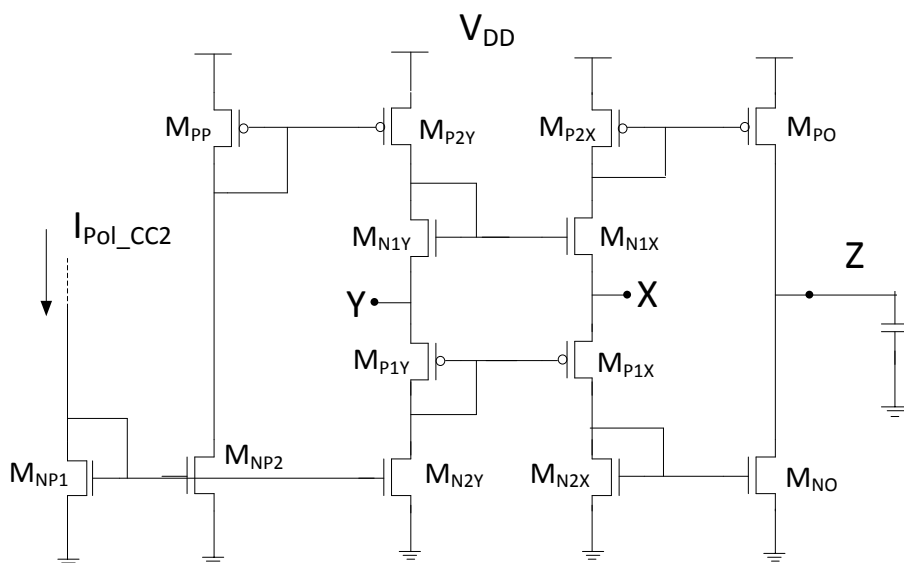 V_DD
M_PP
M_P2Y
M_P2X
M_PO
I_Pol_CC2
M_N1Y
M_N1X
Z
Y
X
M_P1Y
M_P1X
M_NP1
M_NP2
M_N2Y
M_N2X
M_NO